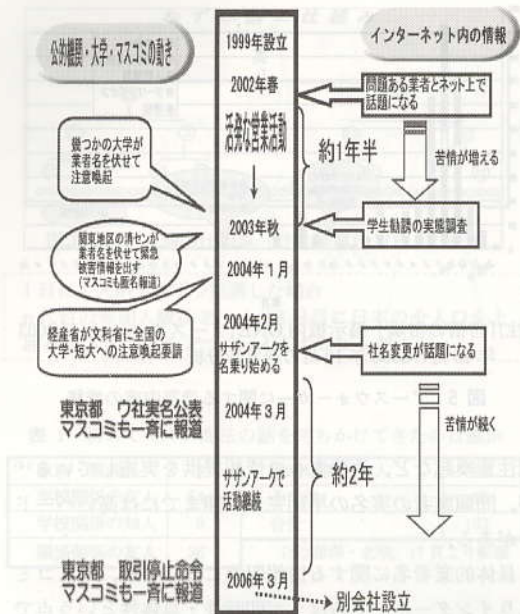 公的機関・大学・マスコミの動き
インターネット内の情報
1999年設立
2002年春
問題ある業者とネット上で
話題になる
活発な営業活動
約1年半
苦情が増える
幾つかの大学が
業者名を伏せて
注意喚起
2003年秋
学生勧誘の実態調査
関東地区の消センが
業者名を伏せて緊急
被害情報を出す
(マスコミも匿名報道)
2004年1月
経産省が文科省に全国の
大学・短大への注意喚起要請
2004年2月
サザンアークを
名乗り始める
社名変更が話題になる
東京都 ワ社実名公表
マスコミも一斉に報道
2004年3月
苦情が続く
サザンアークで
活動継続
約2年
東京都 取引停止命令
マスコミも一斉に報道
2006年3月
別会社設立